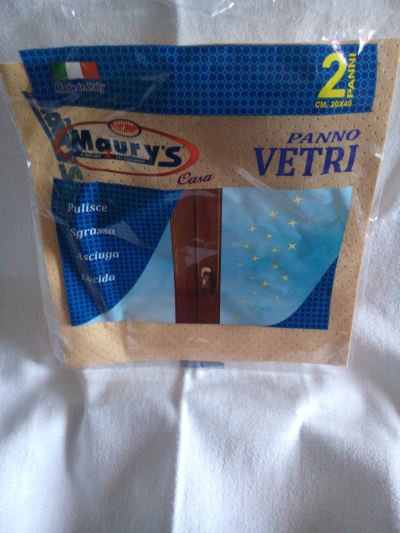 Made in Italy
2 PANNI
CM. 20X40
Maury's
Casa
PANNO
VETRI
Pulisce
Sgrassa
Asciuga
Lucida